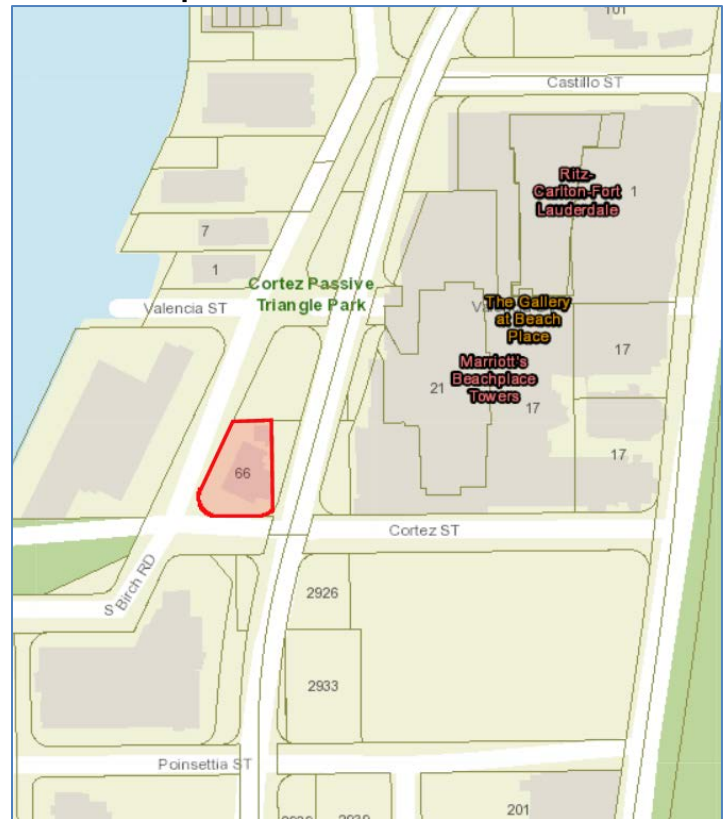 101
Castillo ST
Ritz-
Carlton-Fort
Lauderdale
1
7
1
Cortez Passive
Triangle Park
Valencia ST
The Gallery
at Beach
Place
Marriott's
Beachplace
Towers
17
21
17
17
66
Cortez ST
S Birch RD
2926
2933
Poinsettia ST
201